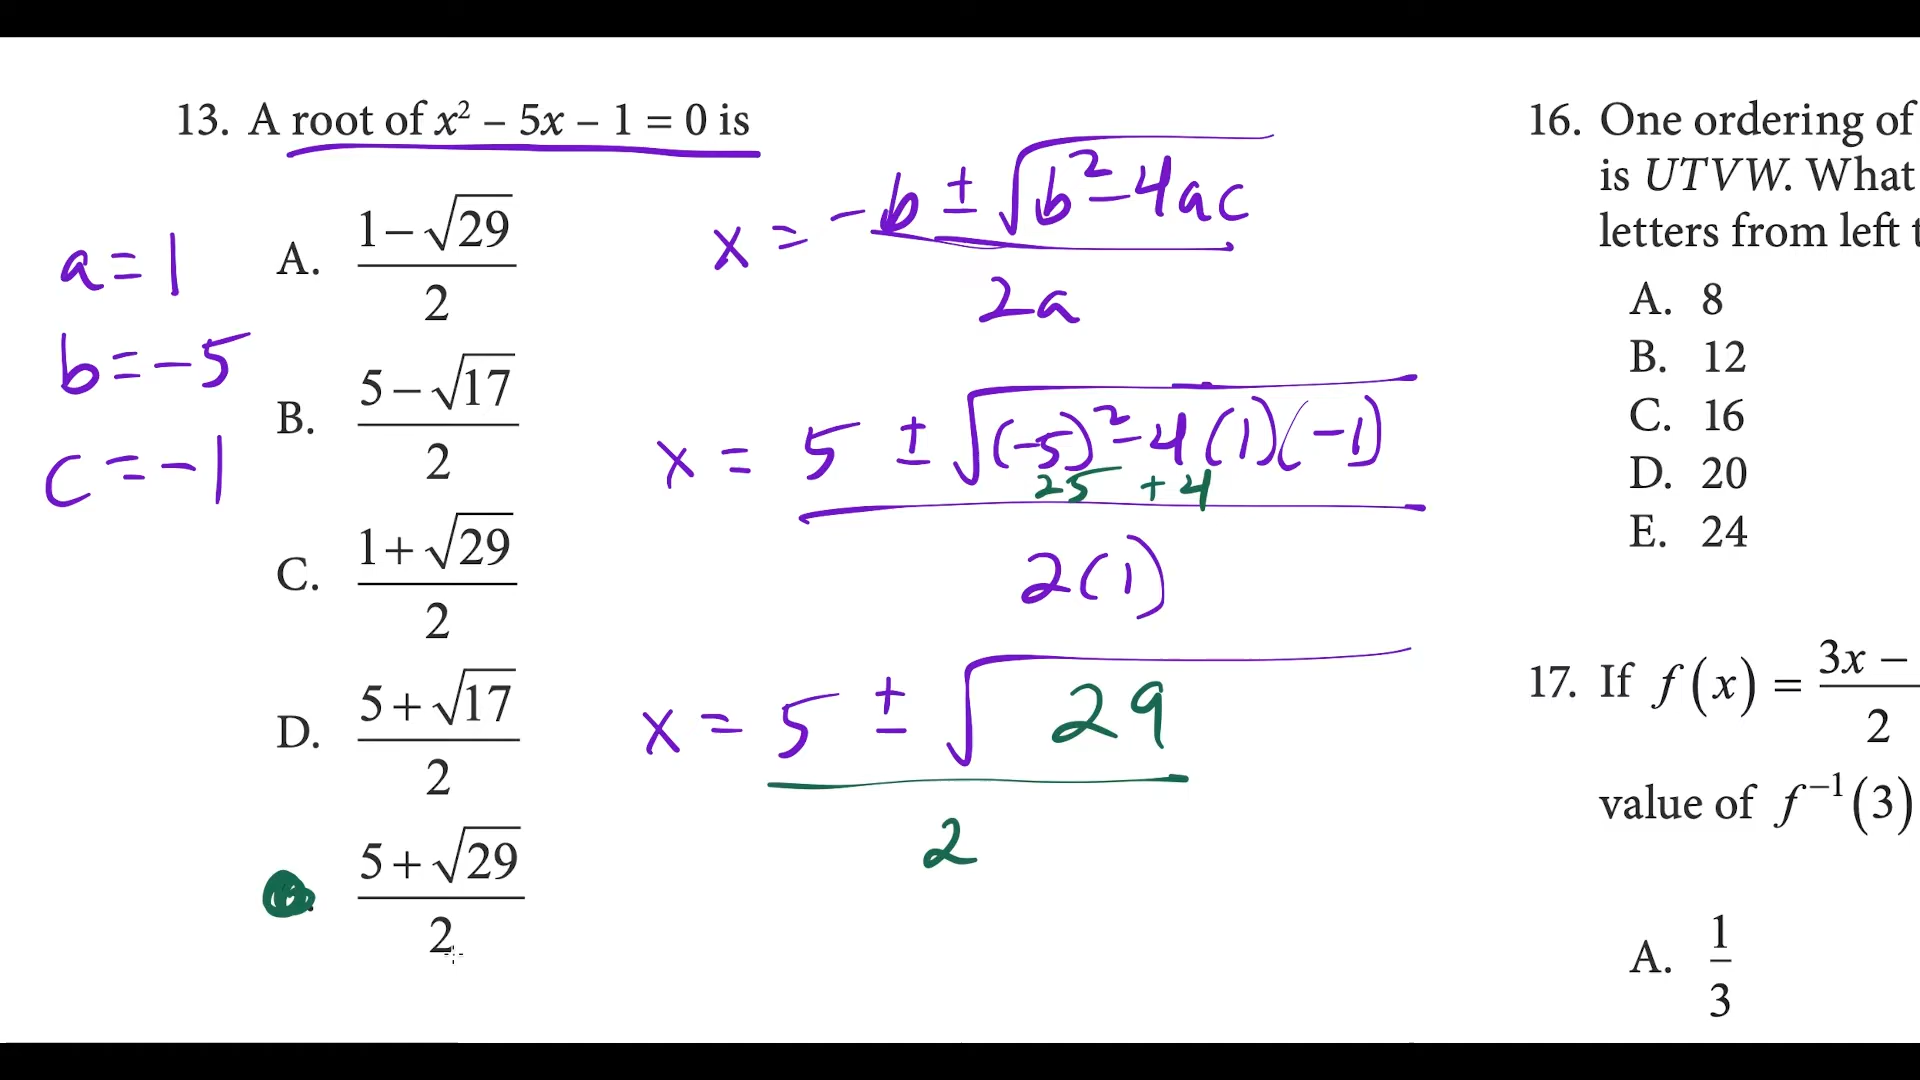 13. A root of x² – 5x – 1 = 0 is
A. 1 – √29 / 2
B. 5 – √17 / 2
C. 1 + √29 / 2
D. 5 + √17 / 2
5 + √29 / 2
a = 1
b = -5
c = -1
x = -b ± √b² - 4ac / 2a
x = 5 ± √(-5)² - 4(1)(-1) / 2(1)
25 + 4
x = 5 ± √29 / 2
16. One ordering of
is UTVW. What
letters from left t
A. 8
B. 12
C. 16
D. 20
E. 24
17. If f(x) = 3x – / 2
value of f⁻¹(3)
A. 1/3